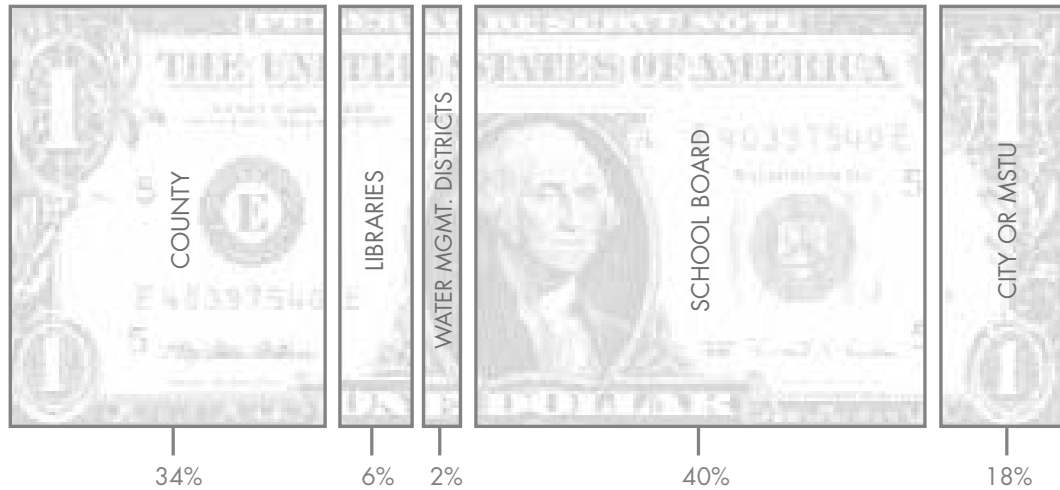 THE UNITED STATES OF AMERICA
COUNTY
LIBRARIES
WATER MGMT. DISTRICTS
SCHOOL BOARD
CITY OR MSTU
E40397540E
34%
6%
2%
40%
18%